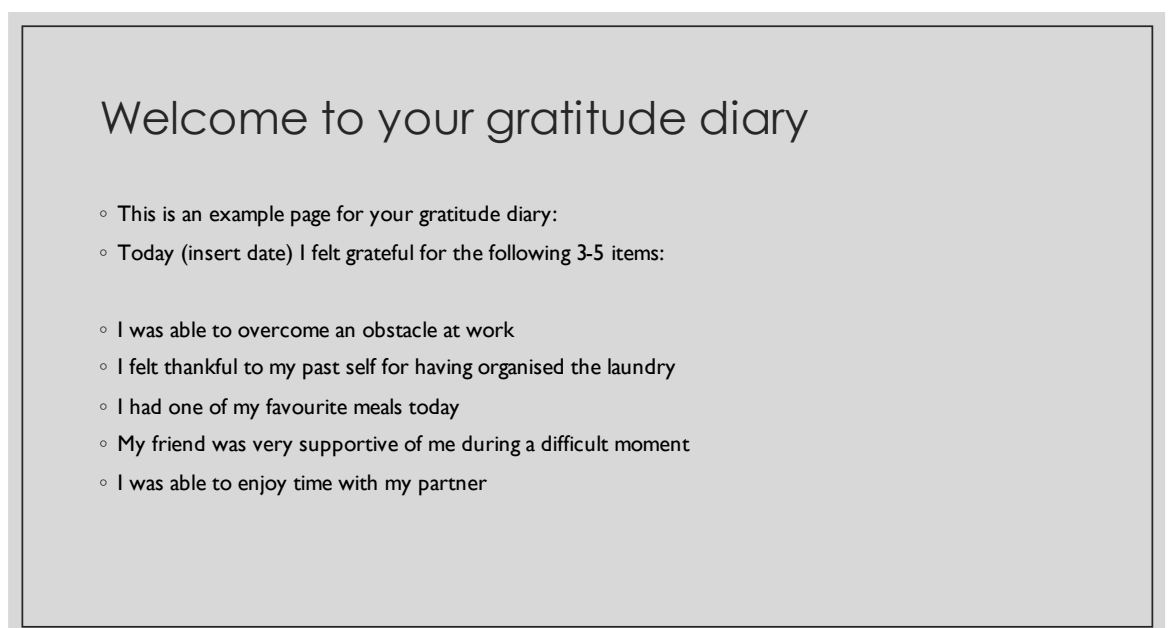 Welcome to your gratitude diary
◦ This is an example page for your gratitude diary:
◦ Today (insert date) I felt grateful for the following 3-5 items:
◦ I was able to overcome an obstacle at work
◦ I felt thankful to my past self for having organised the laundry
◦ I had one of my favourite meals today
◦ My friend was very supportive of me during a difficult moment
◦ I was able to enjoy time with my partner